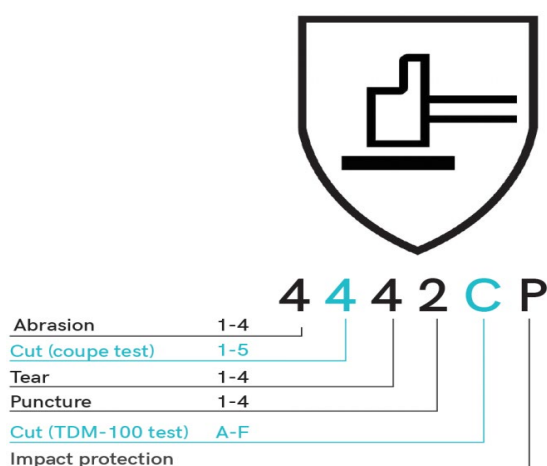 4 4 4 2 C P
Abrasion 1-4
Cut (coupe test) 1-5
Tear 1-4
Puncture 1-4
Cut (TDM-100 test) A-F
Impact protection